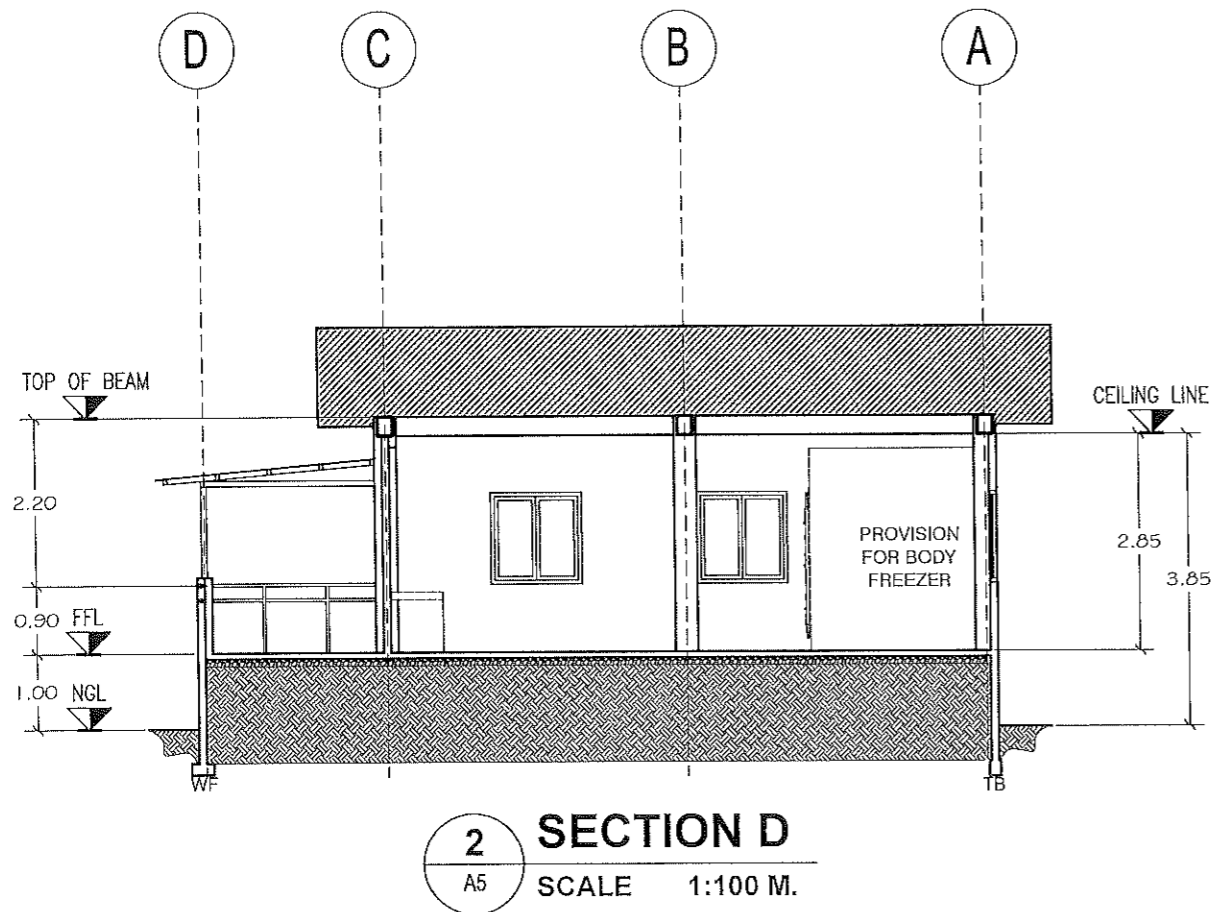 D
C
B
A
TOP OF BEAM
CEILING LINE
2.20
PROVISION
FOR BODY
FREEZER
2.85
3.85
0.90 FFL
1.00 NGL
WF
TB
2
A5
SECTION D
SCALE 1:100 M.